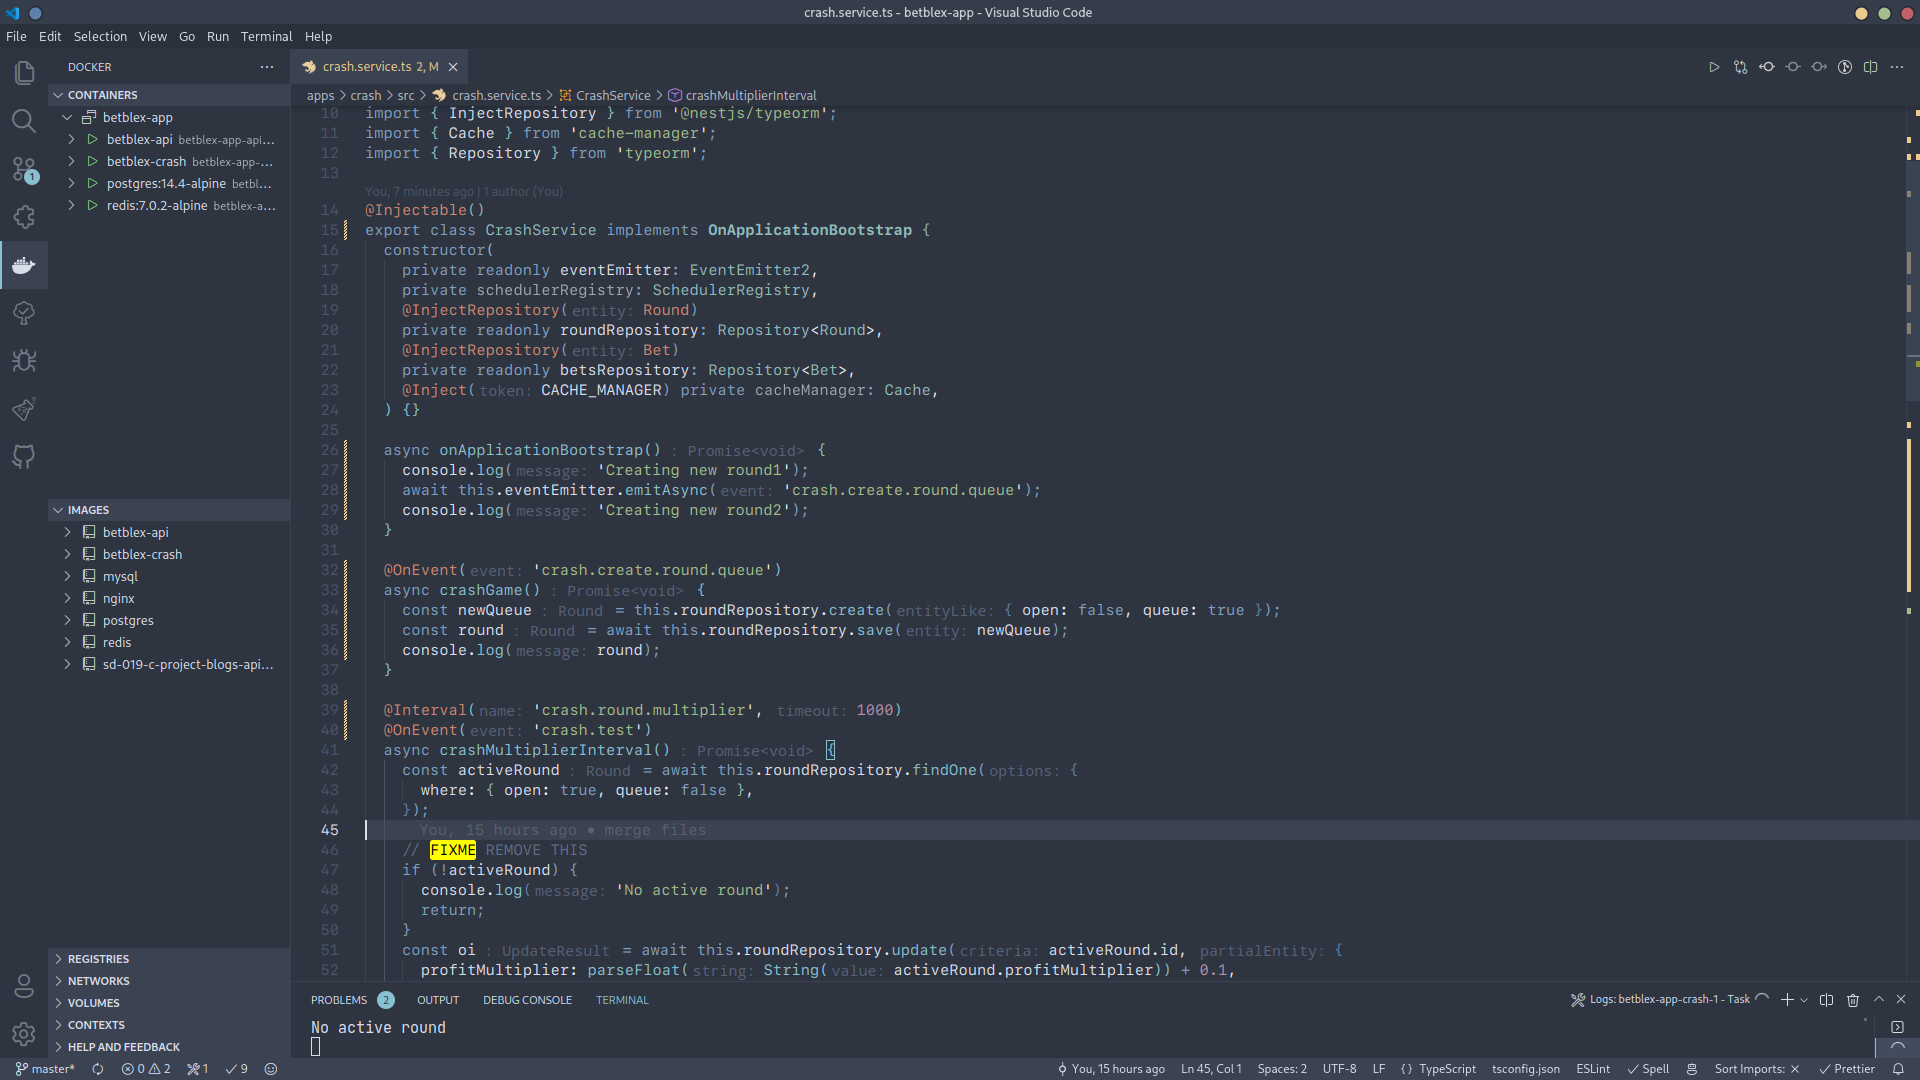 crash.service.ts - betblex-app - Visual Studio Code
File Edit Selection View Go Run Terminal Help
DOCKER
CONTAINERS
betblex-app
betblex-api betblex-app-api...
betblex-crash betblex-app-...
postgres:14.4-alpine betbl...
redis:7.0.2-alpine betblex-a...
1
IMAGES
betblex-api
betblex-crash
mysql
nginx
postgres
redis
sd-019-c-project-blogs-api...
REGISTRIES
NETWORKS
VOLUMES
CONTEXTS
HELP AND FEEDBACK
crash.service.ts 2, M
apps > crash > src > crash.service.ts > CrashService > crashMultiplierInterval
10 import { InjectRepository } from '@nestjs/typeorm';
11 import { Cache } from 'cache-manager';
12 import { Repository } from 'typeorm';
13
You, 7 minutes ago | 1 author (You)
14 @Injectable()
15 export class CrashService implements OnApplicationBootstrap {
16 constructor(
17 private readonly eventEmitter: EventEmitter2,
18 private schedulerRegistry: SchedulerRegistry,
19 @InjectRepository(entity: Round)
20 private readonly roundRepository: Repository<Round>,
21 @InjectRepository(entity: Bet)
22 private readonly betsRepository: Repository<Bet>,
23 @Inject(token: CACHE_MANAGER) private cacheManager: Cache,
24 ) {}
25
26 async onApplicationBootstrap() : Promise<void> {
27 console.log(message: 'Creating new round1');
28 await this.eventEmitter.emitAsync(event: 'crash.create.round.queue');
29 console.log(message: 'Creating new round2');
30 }
31
32 @OnEvent(event: 'crash.create.round.queue')
33 async crashGame() : Promise<void> {
34 const newQueue : Round = this.roundRepository.create(entityLike: { open: false, queue: true });
35 const round : Round = await this.roundRepository.save(entity: newQueue);
36 console.log(message: round);
37 }
38
39 @Interval(name: 'crash.round.multiplier', timeout: 1000)
40 @OnEvent(event: 'crash.test')
41 async crashMultiplierInterval() : Promise<void> {
42 const activeRound : Round = await this.roundRepository.findOne(options: {
43 where: { open: true, queue: false },
44 });
45 You, 15 hours ago • merge files
46 // FIXME REMOVE THIS
47 if (!activeRound) {
48 console.log(message: 'No active round');
49 return;
50 }
51 const oi : UpdateResult = await this.roundRepository.update(criteria: activeRound.id, partialEntity: {
52 profitMultiplier: parseFloat(string: String(value: activeRound.profitMultiplier)) + 0.1,
PROBLEMS 2 OUTPUT DEBUG CONSOLE TERMINAL
Logs: betblex-app-crash-1 - Task
No active round
master* 0 2 1 9
You, 15 hours ago Ln 45, Col 1 Spaces: 2 UTF-8 LF {} TypeScript tsconfig.json ESLint Spell Sort Imports: × Prettier